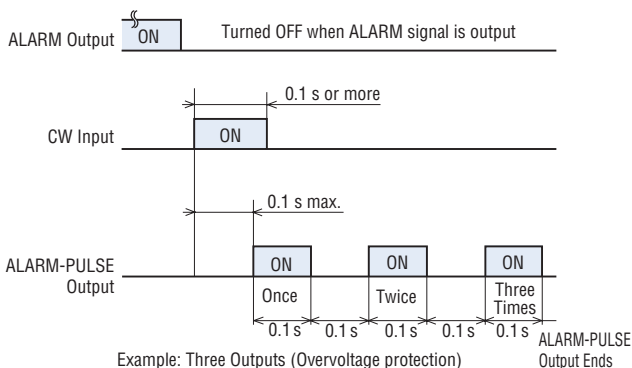 ALARM Output
ON
Turned OFF when ALARM signal is output
0.1 s or more
CW Input
ON
0.1 s max.
ALARM-PULSE
Output
ON
ON
ON
Once
Twice
Three
Times
0.1 s
0.1 s
0.1 s
0.1 s
0.1 s
ALARM-PULSE
Output Ends
Example: Three Outputs (Overvoltage protection)